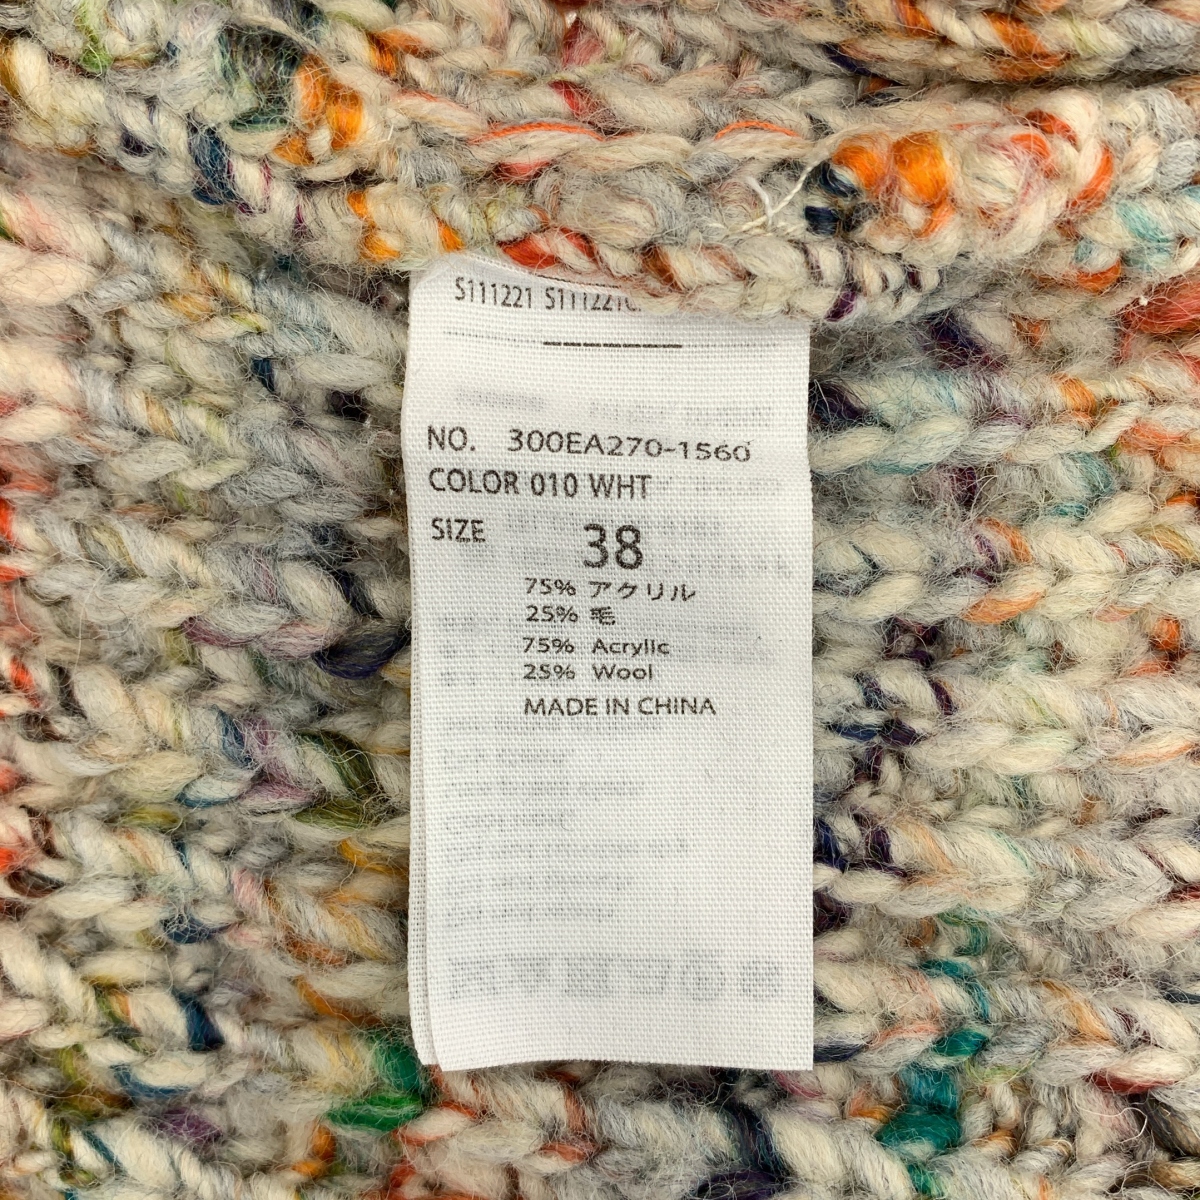 S111221
NO. 300EA270-1560
COLOR 010 WHT
SIZE 38
75% アクリル
25% 毛
75% Acrylic
25% Wool
MADE IN CHINA